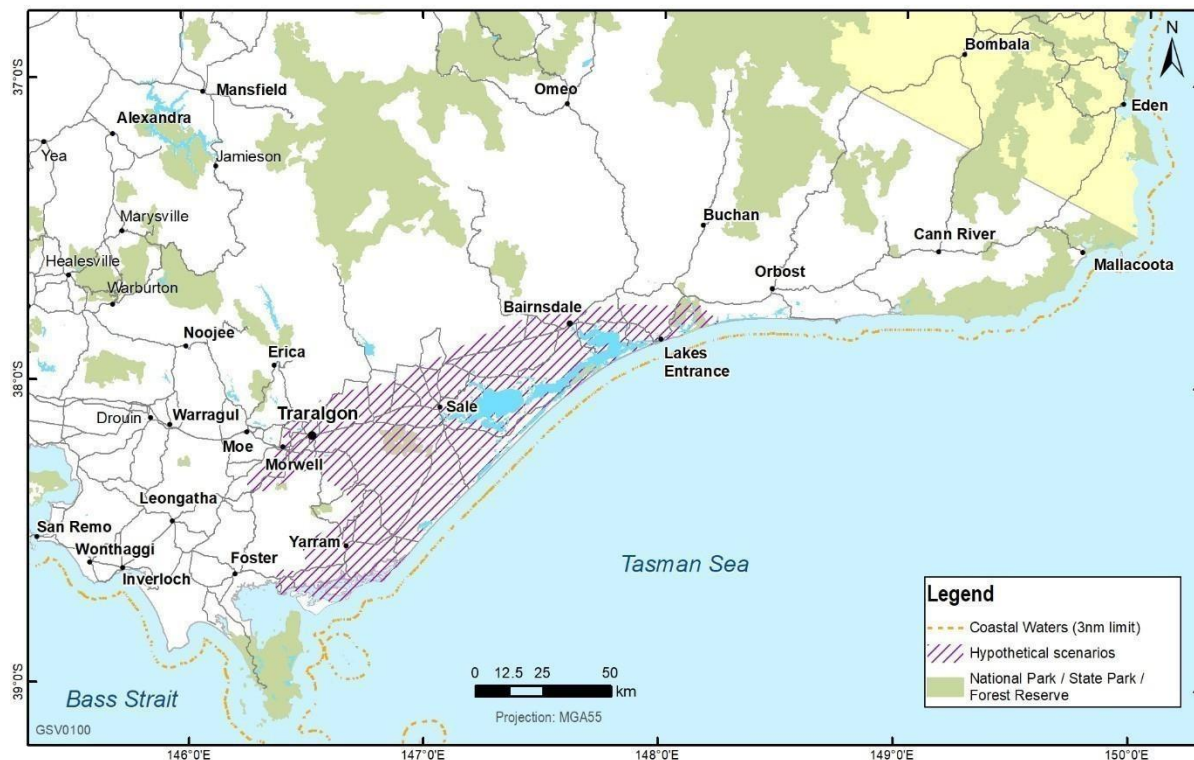 N
Bombala
Mansfield
Omeo
Eden
Alexandra
Yea
Jamieson
Buchan
Marysville
Cann River
Healesville
Mallacoota
Orbost
Warburton
Bairnsdale
Noojee
Lakes
Entrance
Erica
Sale
Traralgon
Drouin
Warragul
Moe
Morwell
Leongatha
San Remo
Yarram
Wonthaggi
Foster
Inverloch
Tasman Sea
Bass Strait
Legend
Coastal Waters (3nm limit)
Hypothetical scenarios
National Park / State Park /
Forest Reserve
0 12.5 25 50
km
Projection: MGA55
GSV0100
37°0'S
38°0'S
39°0'S
146°0'E
147°0'E
148°0'E
149°0'E
150°0'E